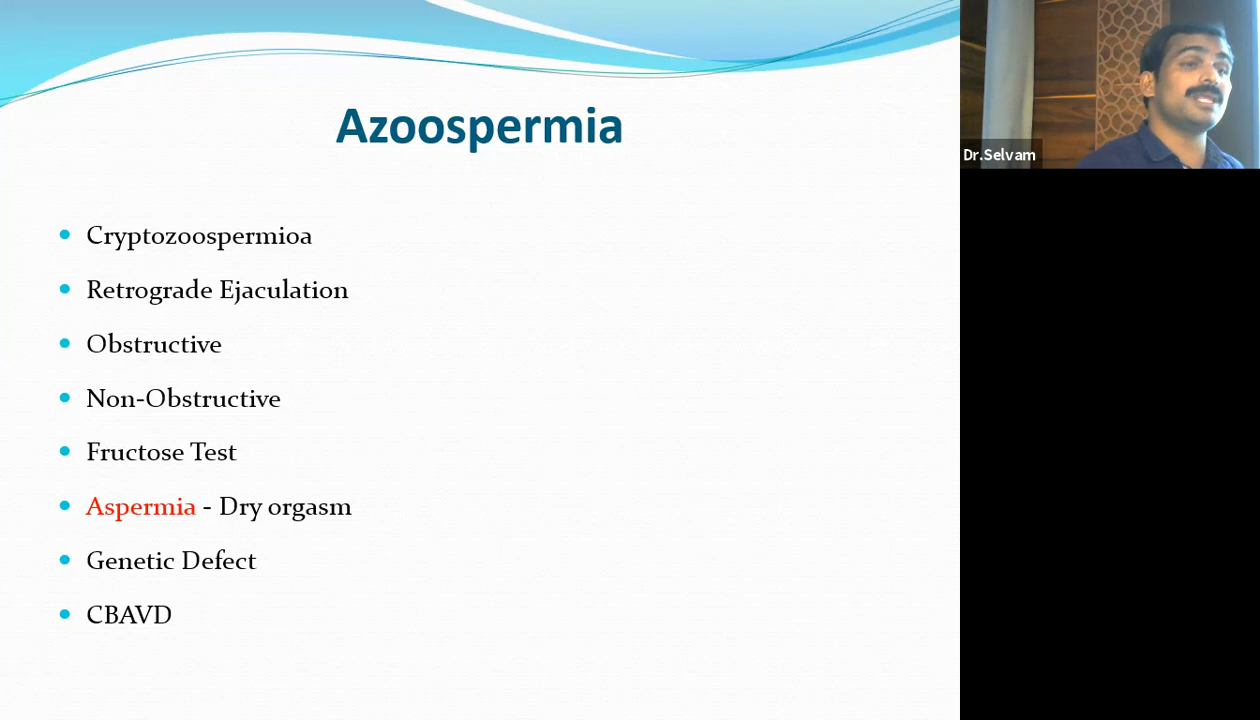 Azoospermia
Cryptozoospermioa
Retrograde Ejaculation
Obstructive
Non-Obstructive
Fructose Test
Aspermia - Dry orgasm
Genetic Defect
CBAVD
Dr.Selvam